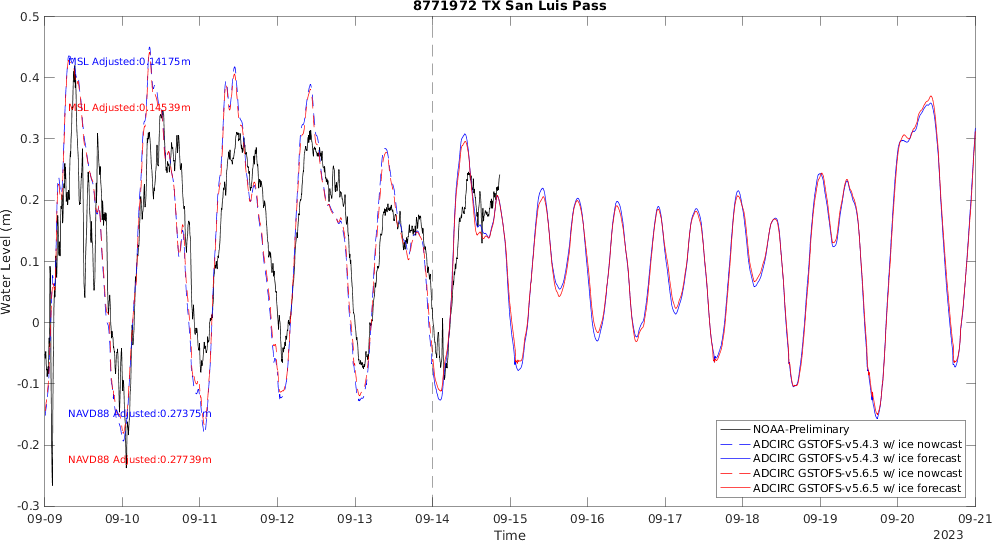 8771972 TX San Luis Pass
Water Level (m)
0.5
0.4
0.3
0.2
0.1
0
-0.1
-0.2
-0.3
MSL Adjusted:0.14175m
MSL Adjusted:0.14539m
NAVD88 Adjusted:0.27375m
NAVD88 Adjusted:0.27739m
NOAA-Preliminary
ADCIRC GSTOFS-v5.4.3 w/ ice nowcast
ADCIRC GSTOFS-v5.4.3 w/ ice forecast
ADCIRC GSTOFS-v5.6.5 w/ ice nowcast
ADCIRC GSTOFS-v5.6.5 w/ ice forecast
09-09 09-10 09-11 09-12 09-13 09-14 09-15 09-16 09-17 09-18 09-19 09-20 09-21
Time
2023